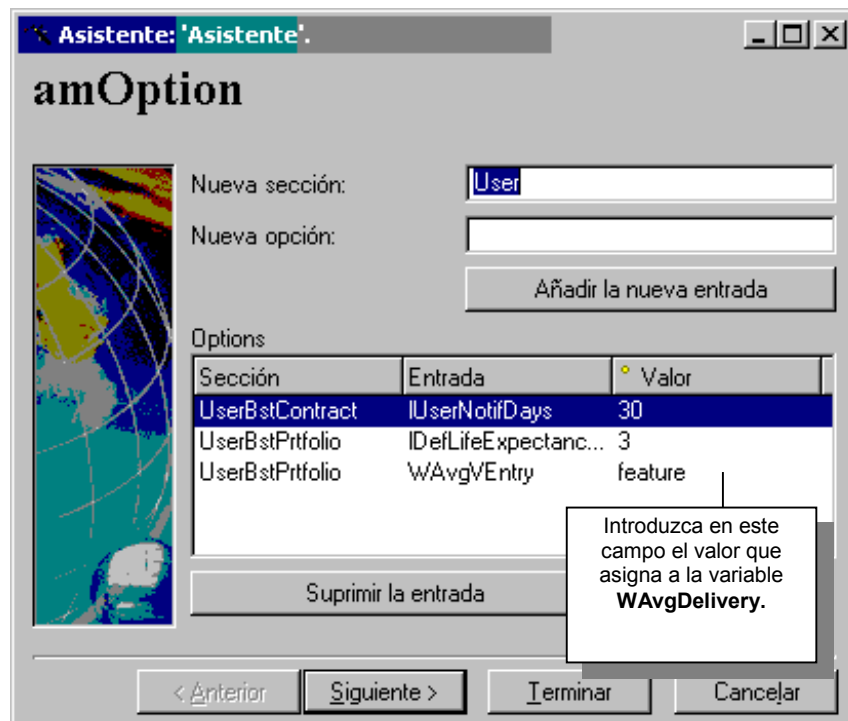 Asistente: 'Asistente'.
amOption
Nueva sección:
User
Nueva opción:
Añadir la nueva entrada
Options
Sección Entrada ° Valor
UserBstContract lUserNotifDays 30
UserBstPrtfolio lDefLifeExpectanc... 3
UserBstPrtfolio WAvgVEntry feature
Introduzca en este
campo el valor que
asigna a la variable
WAvgDelivery.
Suprimir la entrada
< Anterior Siguiente > Terminar Cancelar